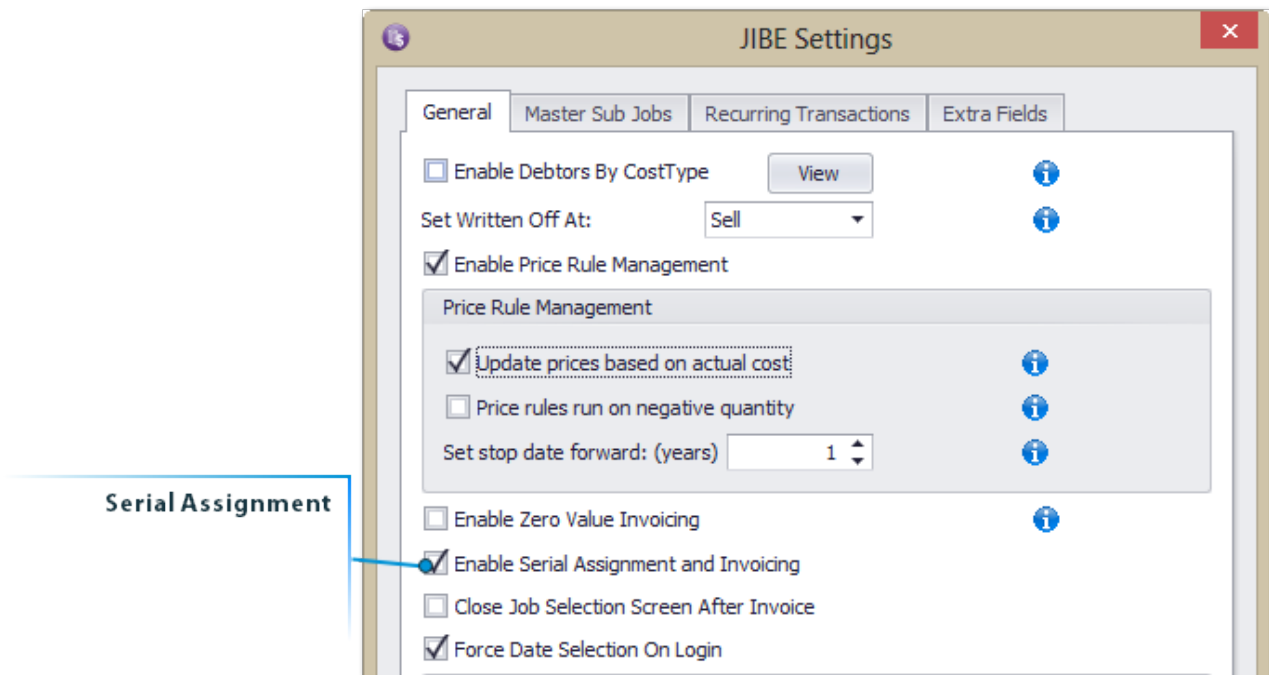 JIBE Settings
General Master Sub Jobs Recurring Transactions Extra Fields
Enable Debtors By CostType View
Set Written Off At: Sell
Enable Price Rule Management
Price Rule Management
Update prices based on actual cost
Price rules run on negative quantity
Set stop date forward: (years) 1
Serial Assignment
Enable Zero Value Invoicing
Enable Serial Assignment and Invoicing
Close Job Selection Screen After Invoice
Force Date Selection On Login